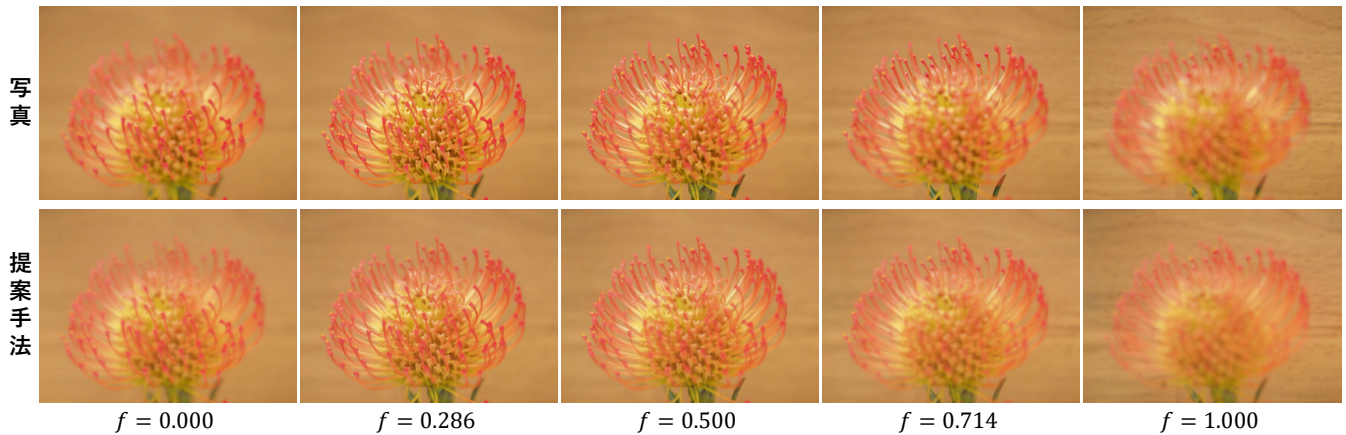 写真
提案手法
f = 0.000
f = 0.286
f = 0.500
f = 0.714
f = 1.000